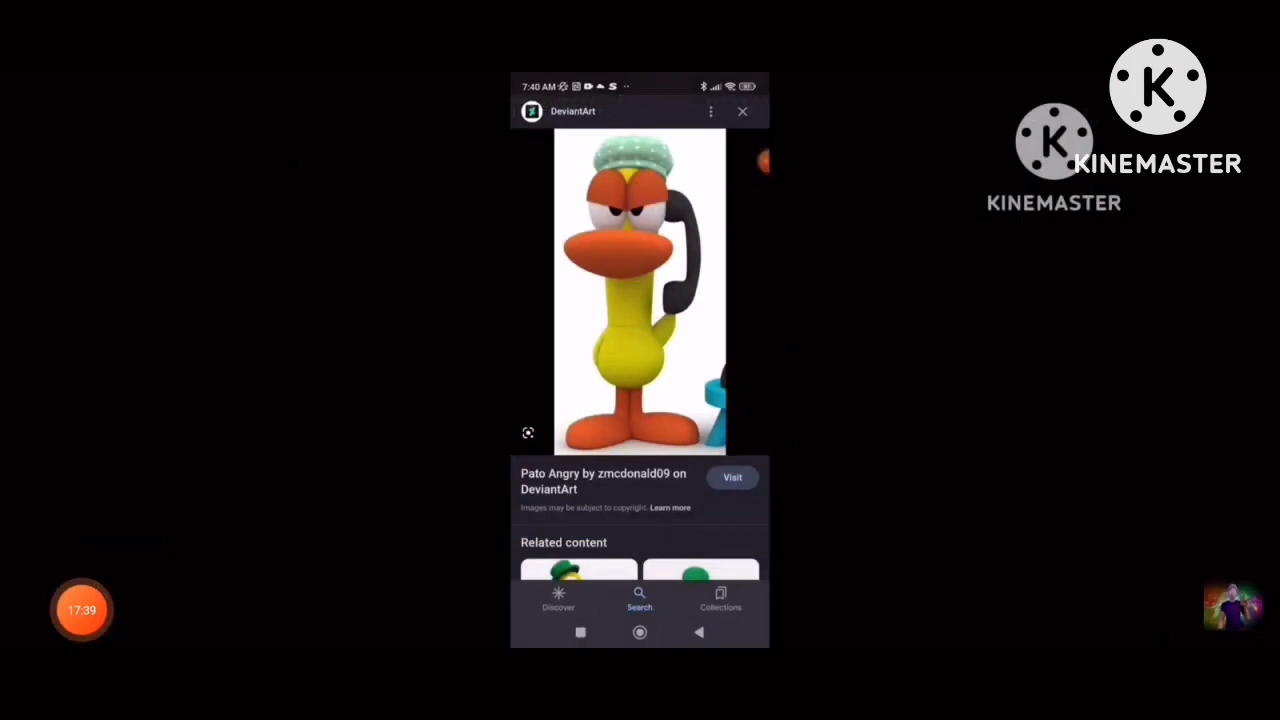 7:40 AM
DeviantArt
KINEMASTER
KINEMASTER
Pato Angry by zmcdonald09 on
DeviantArt
Visit
Images may be subject to copyright. Learn more
Related content
17:39
Discover
Search
Collections